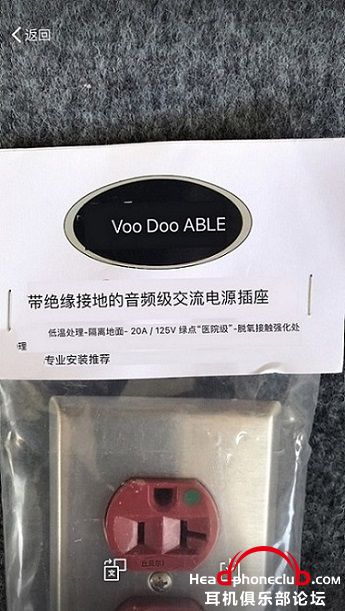 返回
Voo Doo ABLE
带绝缘接地的音频级交流电源插座
低温处理-隔离地面- 20A / 125V 绿点“医院级”-脱氧接触强化处
理
专业安装推荐
Headphoneclub.com
耳机俱乐部论坛